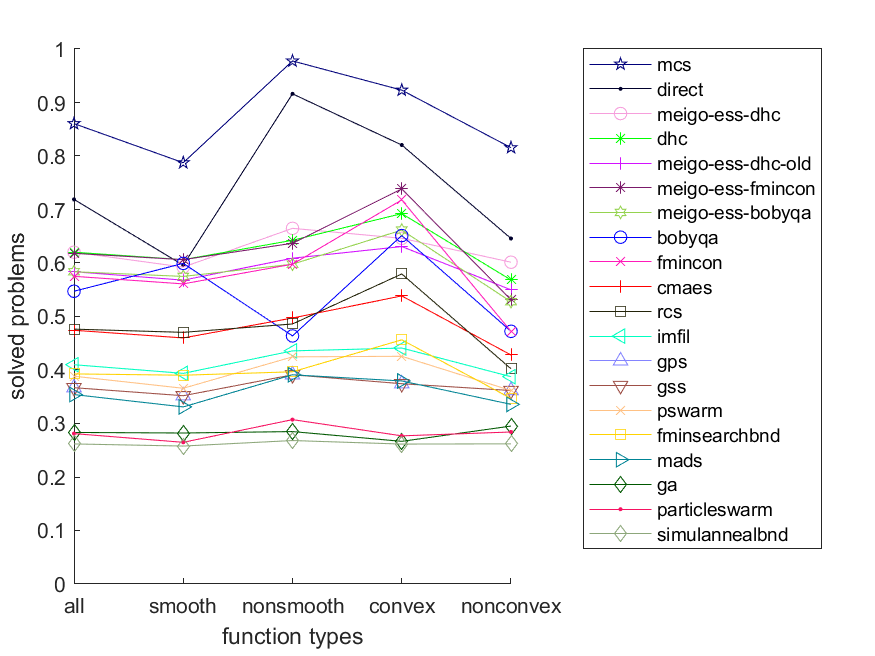 1
0.9
0.8
0.7
0.6
0.5
0.4
0.3
0.2
0.1
0
solved problems
all smooth nonsmooth convex nonconvex
function types
mcs
direct
meigo-ess-dhc
dhc
meigo-ess-dhc-old
meigo-ess-fmincon
meigo-ess-bobyqa
bobyqa
fmincon
cmaes
rcs
imfil
gps
gss
pswarm
fminsearchbnd
mads
ga
particleswarm
simulannealbnd